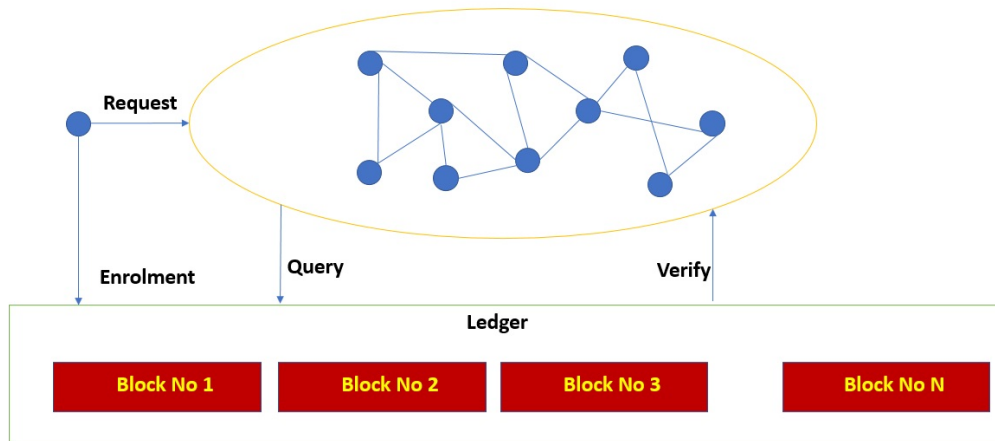 Request
Enrolment
Query
Verify
Ledger
Block No 1
Block No 2
Block No 3
Block No N